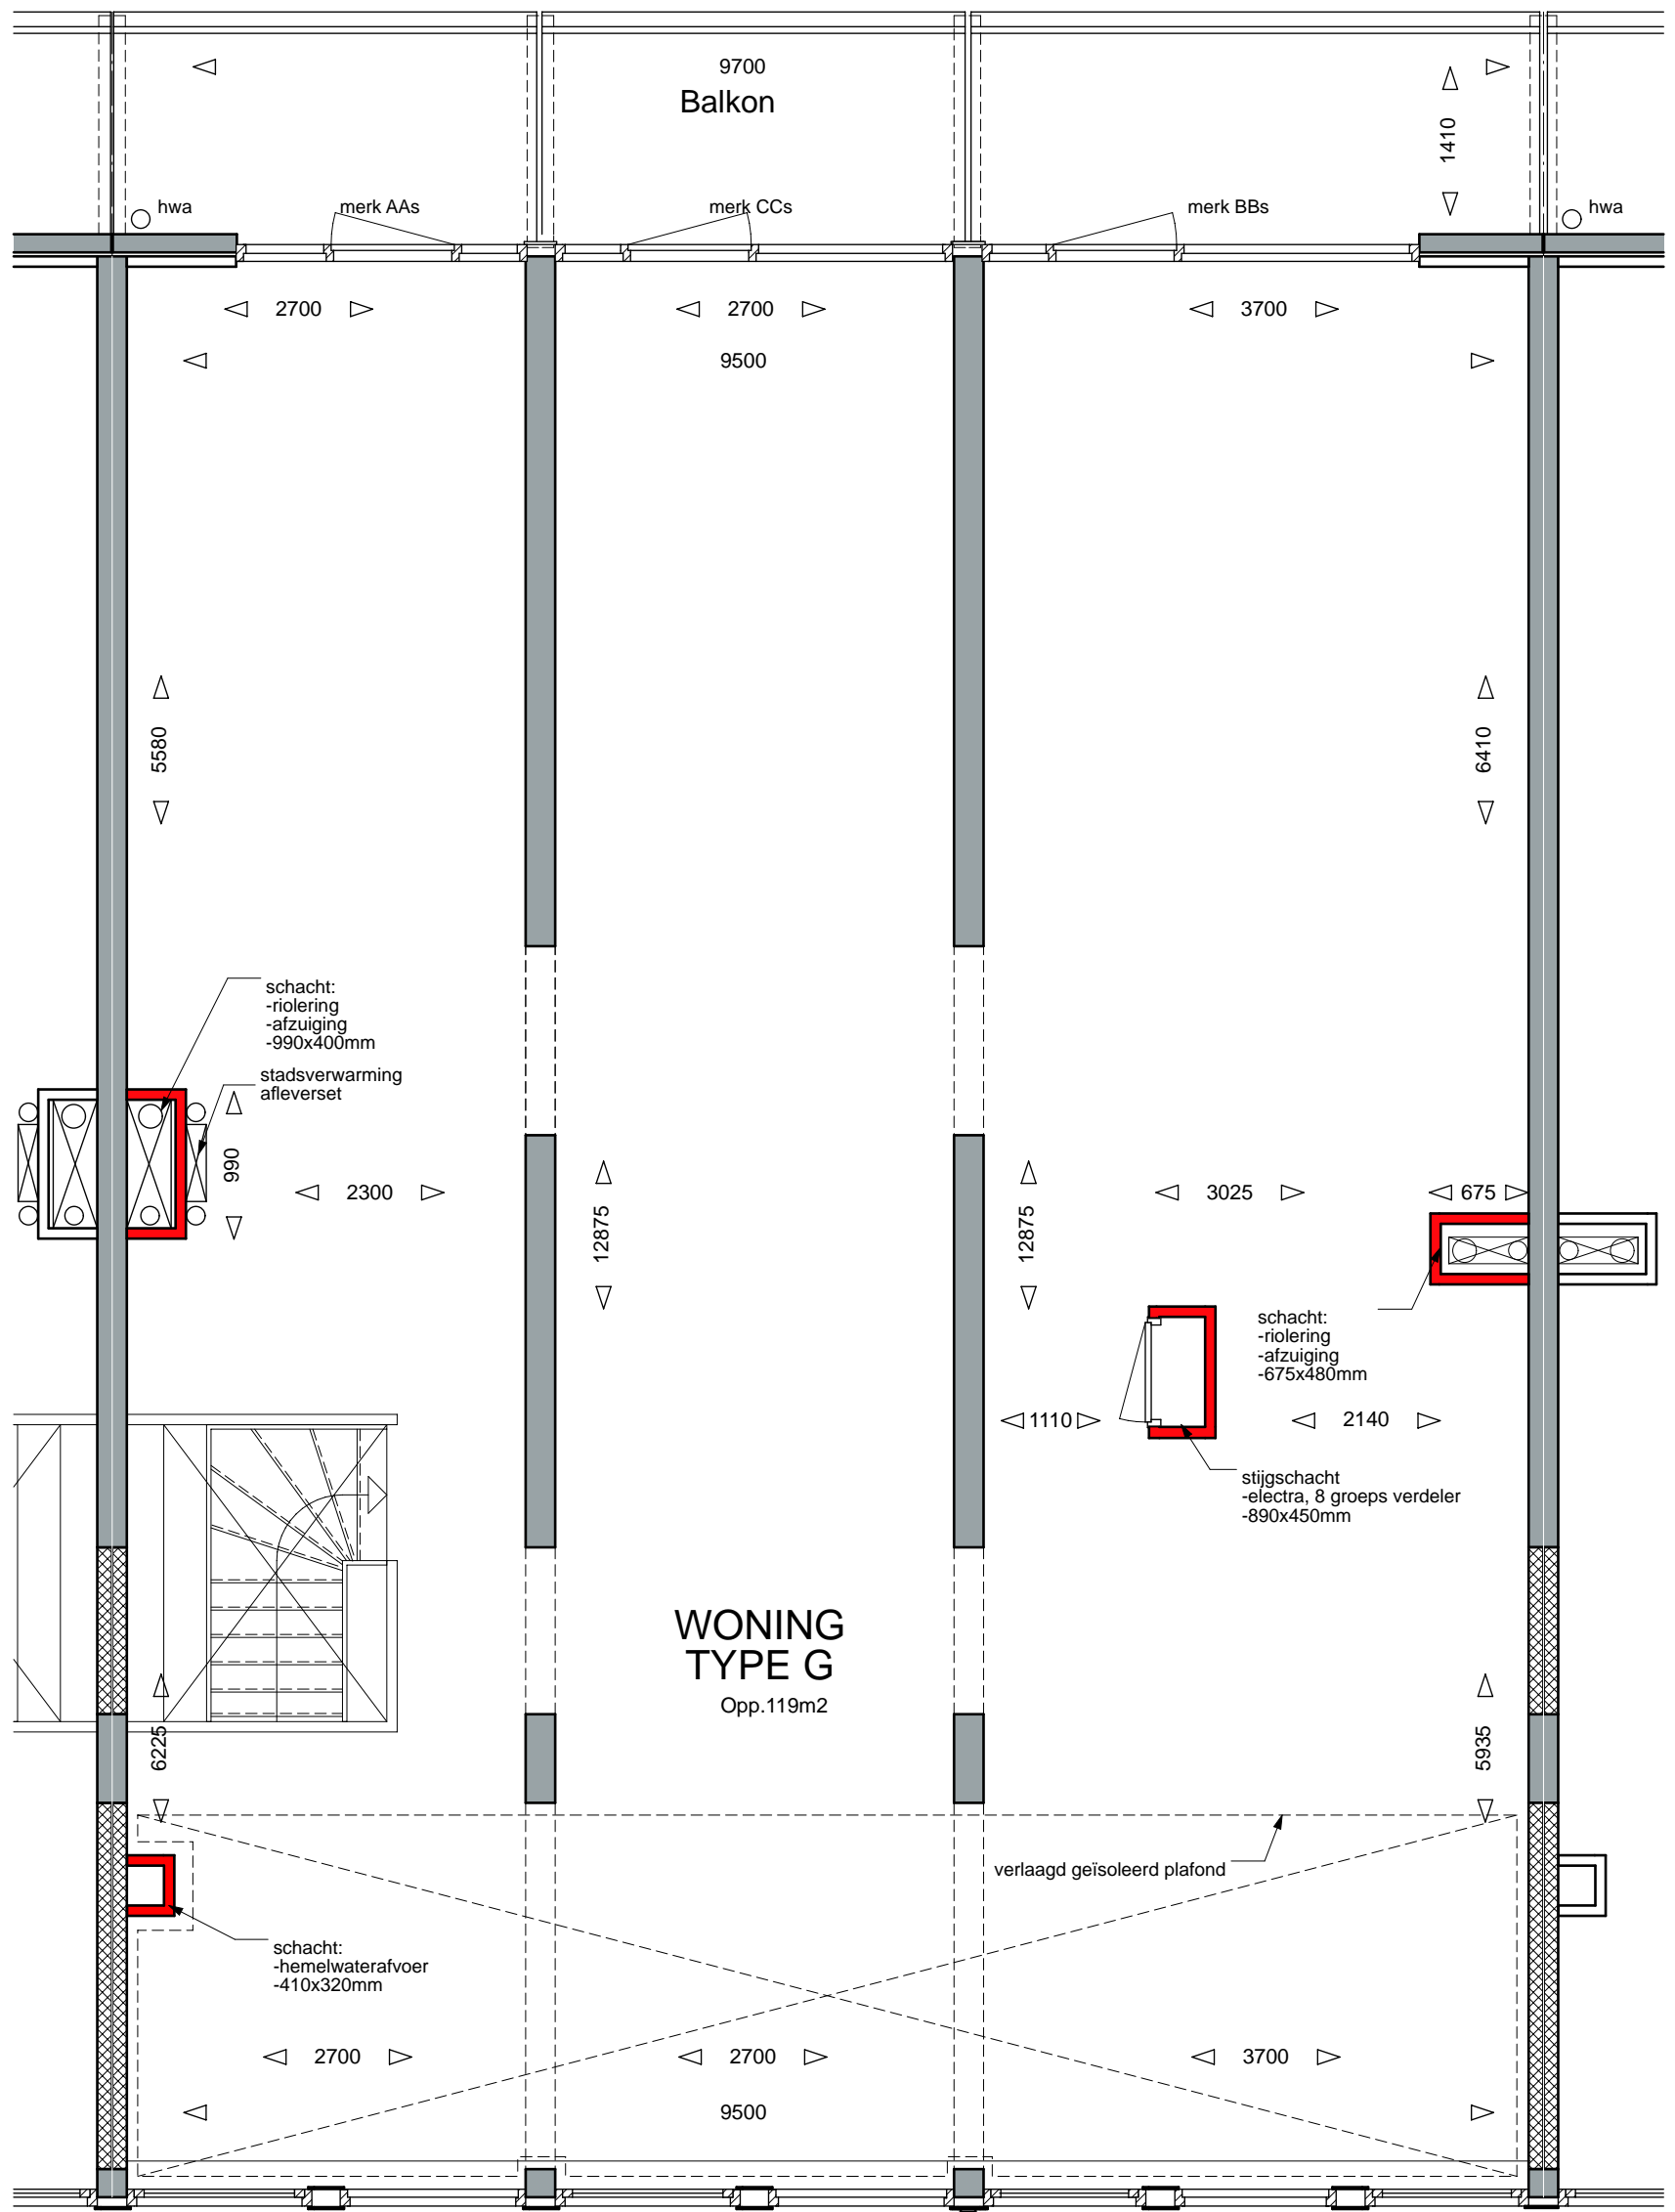 9700
Balkon
1410
hwa
merk AAs
merk CCs
merk BBs
hwa
2700
2700
3700
9500
5580
6410
schacht:
-riolering
-afzuiging
-990x400mm
stadsverwarming
afleverset
990
2300
12875
12875
3025
675
schacht:
-riolering
-afzuiging
-675x480mm
1110
2140
stijgschacht
-electra, 8 groeps verdeler
-890x450mm
WONING
TYPE G
Opp.119m2
6225
5935
verlaagd geïsoleerd plafond
schacht:
-hemelwaterafvoer
-410x320mm
2700
2700
3700
9500